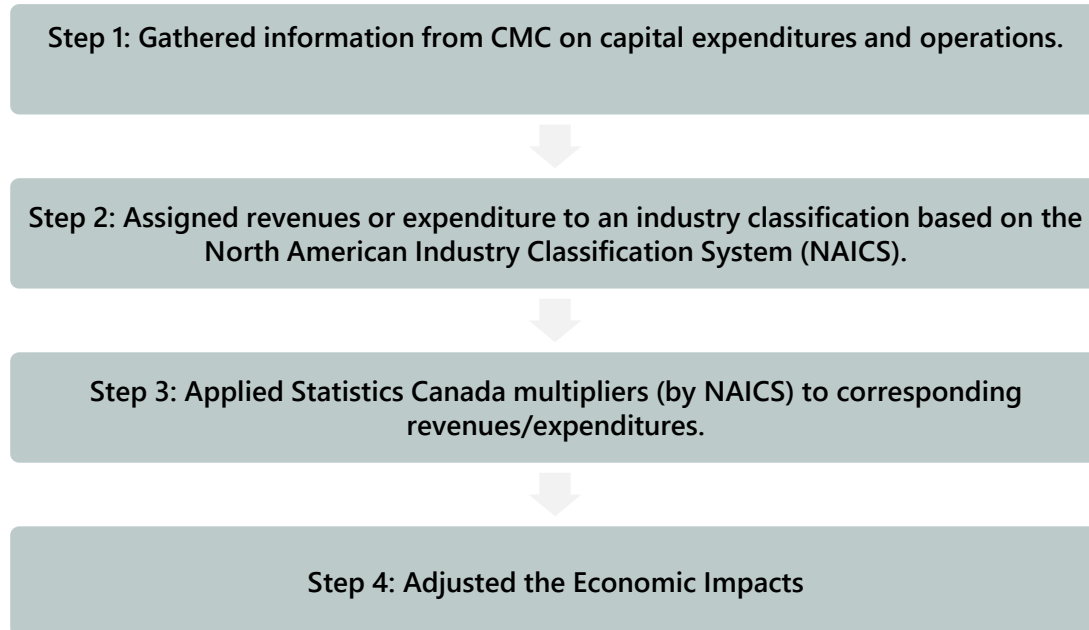 Step 1: Gathered information from CMC on capital expenditures and operations.
Step 2: Assigned revenues or expenditure to an industry classification based on the
North American Industry Classification System (NAICS).
Step 3: Applied Statistics Canada multipliers (by NAICS) to corresponding
revenues/expenditures.
Step 4: Adjusted the Economic Impacts